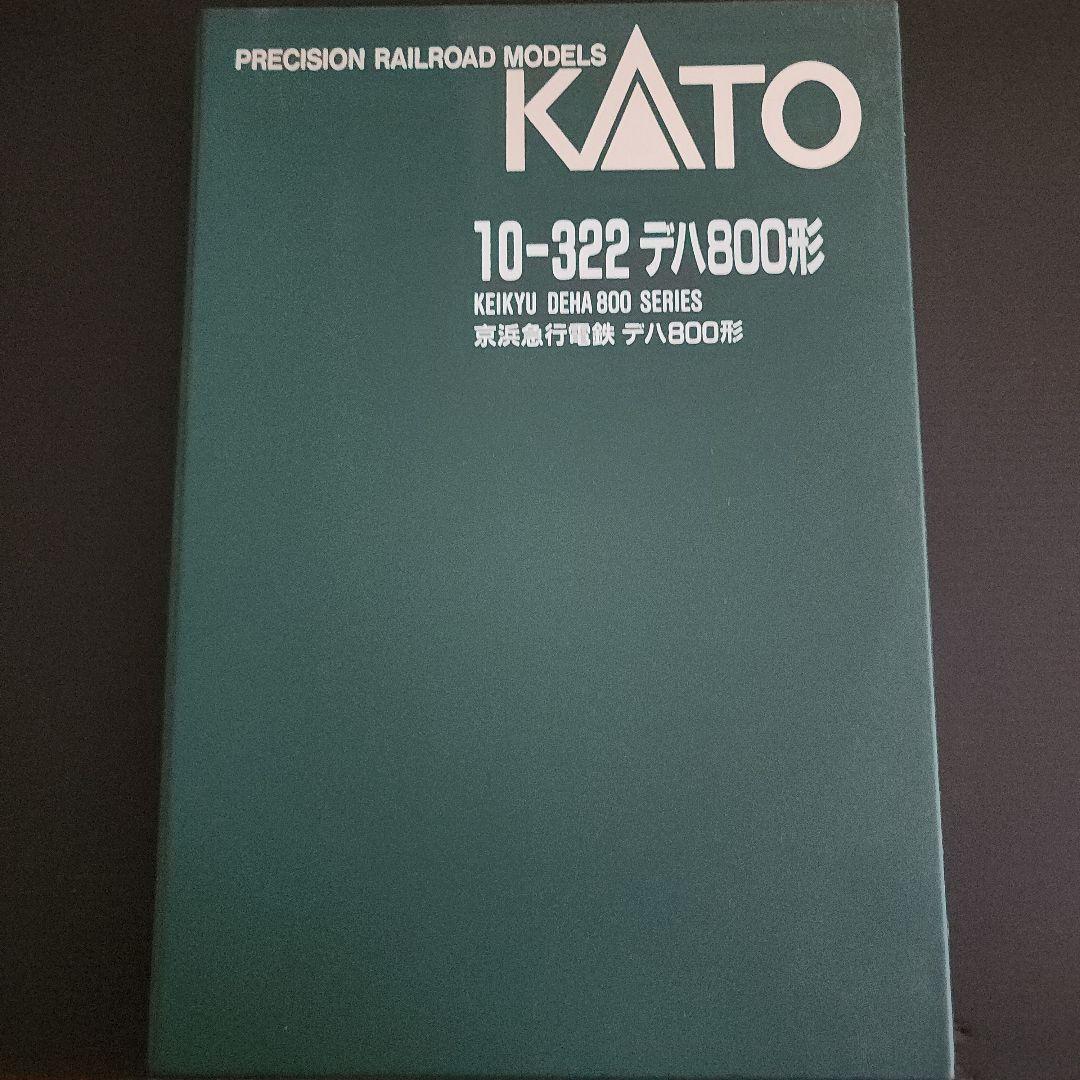 PRECISION RAILROAD MODELS
KATO
10-322 デハ800形
KEIKYU DEHA 800 SERIES
京浜急行電鉄 デハ800形